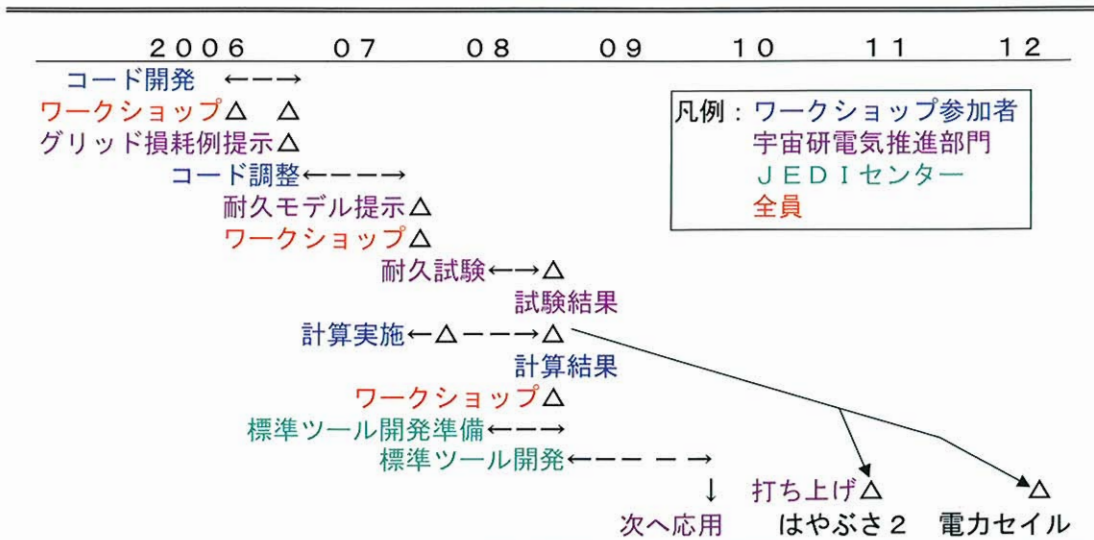 2006 07 08 09 10 11 12
コード開発 ←−−→
ワークショップ△ △
グリッド損耗例提示△
コード調整←−−−→
耐久モデル提示△
ワークショップ△
耐久試験←−→△
試験結果
計算実施←△−−−→△
計算結果
ワークショップ△
標準ツール開発準備←−→
標準ツール開発←−− − →
↓ 打ち上げ△ △
次へ応用 はやぶさ2 電力セイル
凡例：ワークショップ参加者
宇宙研電気推進部門
JEDIセンター
全員